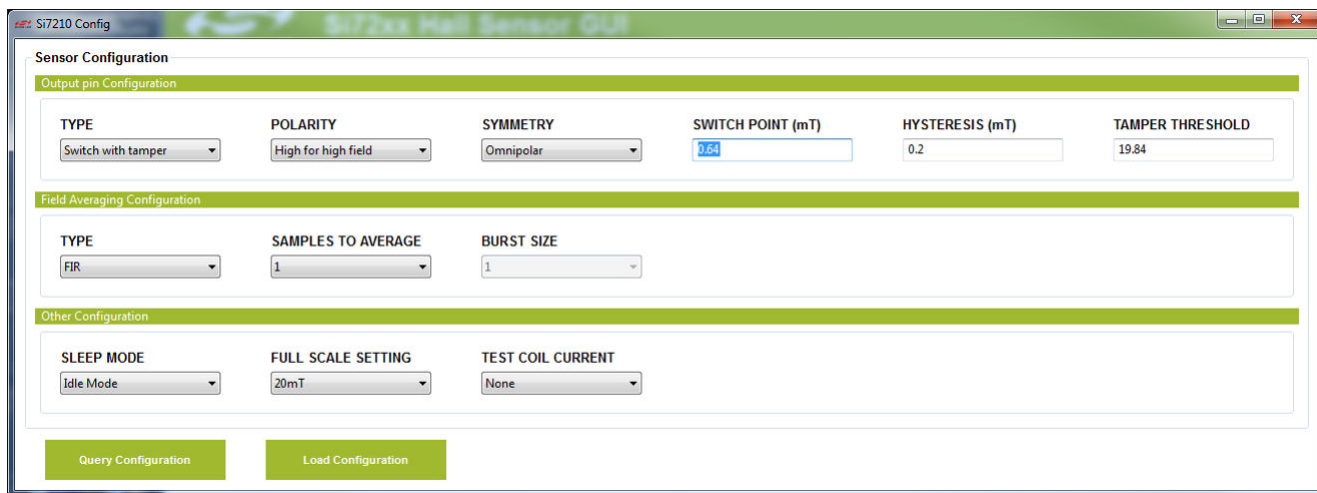 Si7210 Config
Si72xx Hall Sensor GUI
Sensor Configuration
Output pin Configuration
TYPE POLARITY SYMMETRY SWITCH POINT (mT) HYSTERESIS (mT) TAMPER THRESHOLD
Switch with tamper High for high field Omnipolar 0.64 0.2 19.84
Field Averaging Configuration
TYPE SAMPLES TO AVERAGE BURST SIZE
FIR 1 1
Other Configuration
SLEEP MODE FULL SCALE SETTING TEST COIL CURRENT
Idle Mode 20mT None
Query Configuration Load Configuration